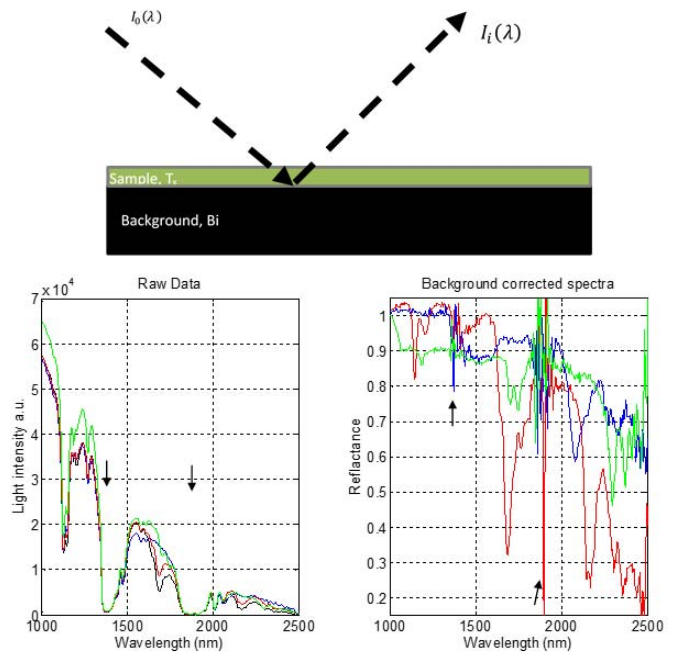 I₀(λ)
Iᵢ(λ)
Sample, Tₛ
Background, Bi
Raw Data
×10⁴
7
6
5
4
3
2
1
0
Light intensity a.u.
1000 1500 2000 2500
Wavelength (nm)
Background corrected spectra
1
0.9
0.8
0.7
0.6
0.5
0.4
0.3
0.2
Reflectance
1000 1500 2000 2500
Wavelength (nm)